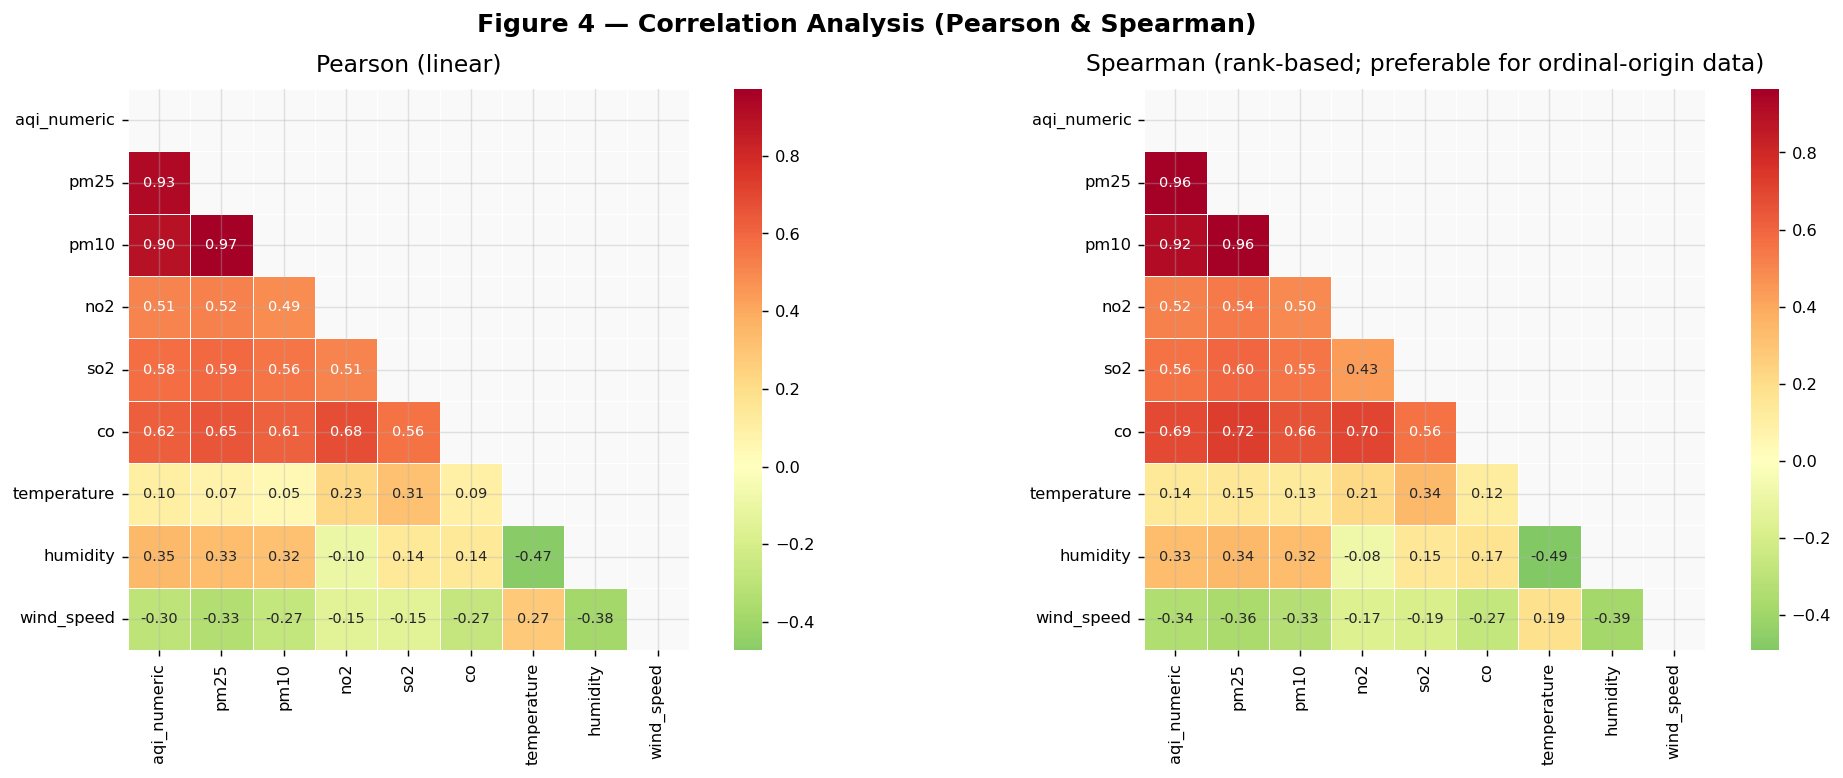 Figure 4 — Correlation Analysis (Pearson & Spearman)
Pearson (linear)
aqi_numeric
pm25 0.93
pm10 0.90 0.97
no2 0.51 0.52 0.49
so2 0.58 0.59 0.56 0.51
co 0.62 0.65 0.61 0.68 0.56
temperature 0.10 0.07 0.05 0.23 0.31 0.09
humidity 0.35 0.33 0.32 -0.10 0.14 0.14 -0.47
wind_speed -0.30 -0.33 -0.27 -0.15 -0.15 -0.27 0.27 -0.38
aqi_numeric pm25 pm10 no2 so2 co temperature humidity wind_speed
0.8
0.6
0.4
0.2
0.0
−0.2
−0.4
Spearman (rank-based; preferable for ordinal-origin data)
aqi_numeric
pm25 0.96
pm10 0.92 0.96
no2 0.52 0.54 0.50
so2 0.56 0.60 0.55 0.43
co 0.69 0.72 0.66 0.70 0.56
temperature 0.14 0.15 0.13 0.21 0.34 0.12
humidity 0.33 0.34 0.32 -0.08 0.15 0.17 -0.49
wind_speed -0.34 -0.36 -0.33 -0.17 -0.19 -0.27 0.19 -0.39
aqi_numeric pm25 pm10 no2 so2 co temperature humidity wind_speed
0.8
0.6
0.4
0.2
0.0
−0.2
−0.4